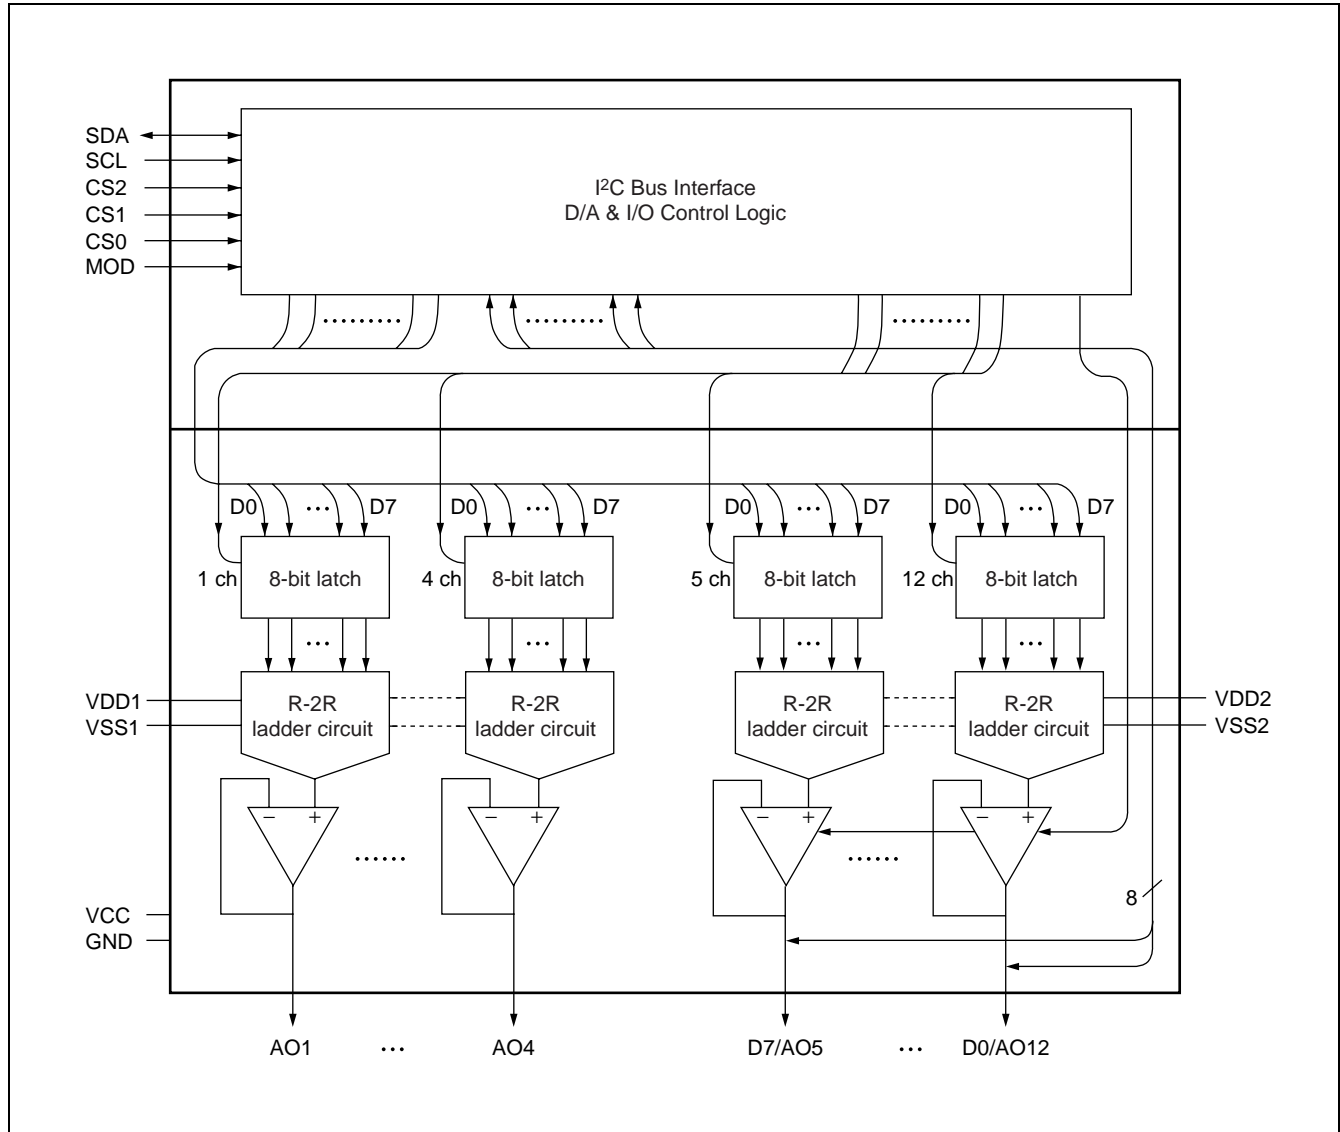 SDA
SCL
CS2
CS1
CS0
MOD
I²C Bus Interface
D/A & I/O Control Logic
D0 ... D7
D0 ... D7
D0 ... D7
D0 ... D7
1 ch
8-bit latch
4 ch
8-bit latch
5 ch
8-bit latch
12 ch
8-bit latch
VDD1
VSS1
R-2R
ladder circuit
R-2R
ladder circuit
R-2R
ladder circuit
R-2R
ladder circuit
VDD2
VSS2
− +
− +
− +
− +
8
VCC
GND
AO1 ... AO4 D7/AO5 ... D0/AO12